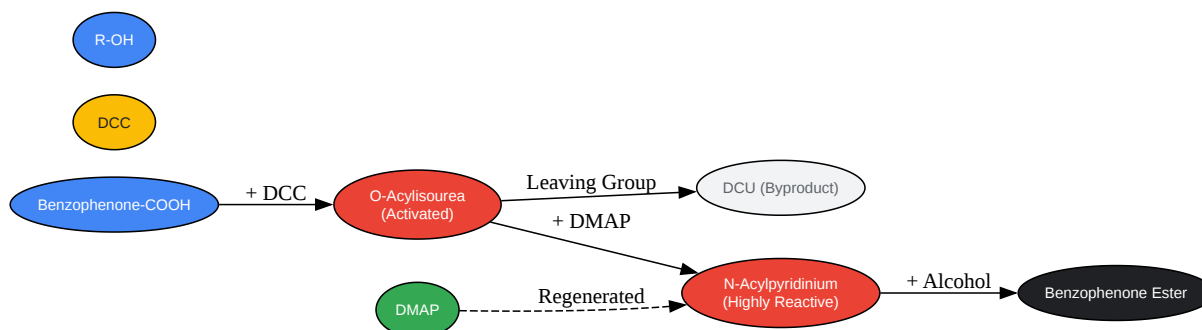 R-OH
DCC
Benzophenone-COOH
+ DCC
O-Acylisourea
(Activated)
Leaving Group
DCU (Byproduct)
+ DMAP
DMAP
Regenerated
N-Acylpyridinium
(Highly Reactive)
+ Alcohol
Benzophenone Ester